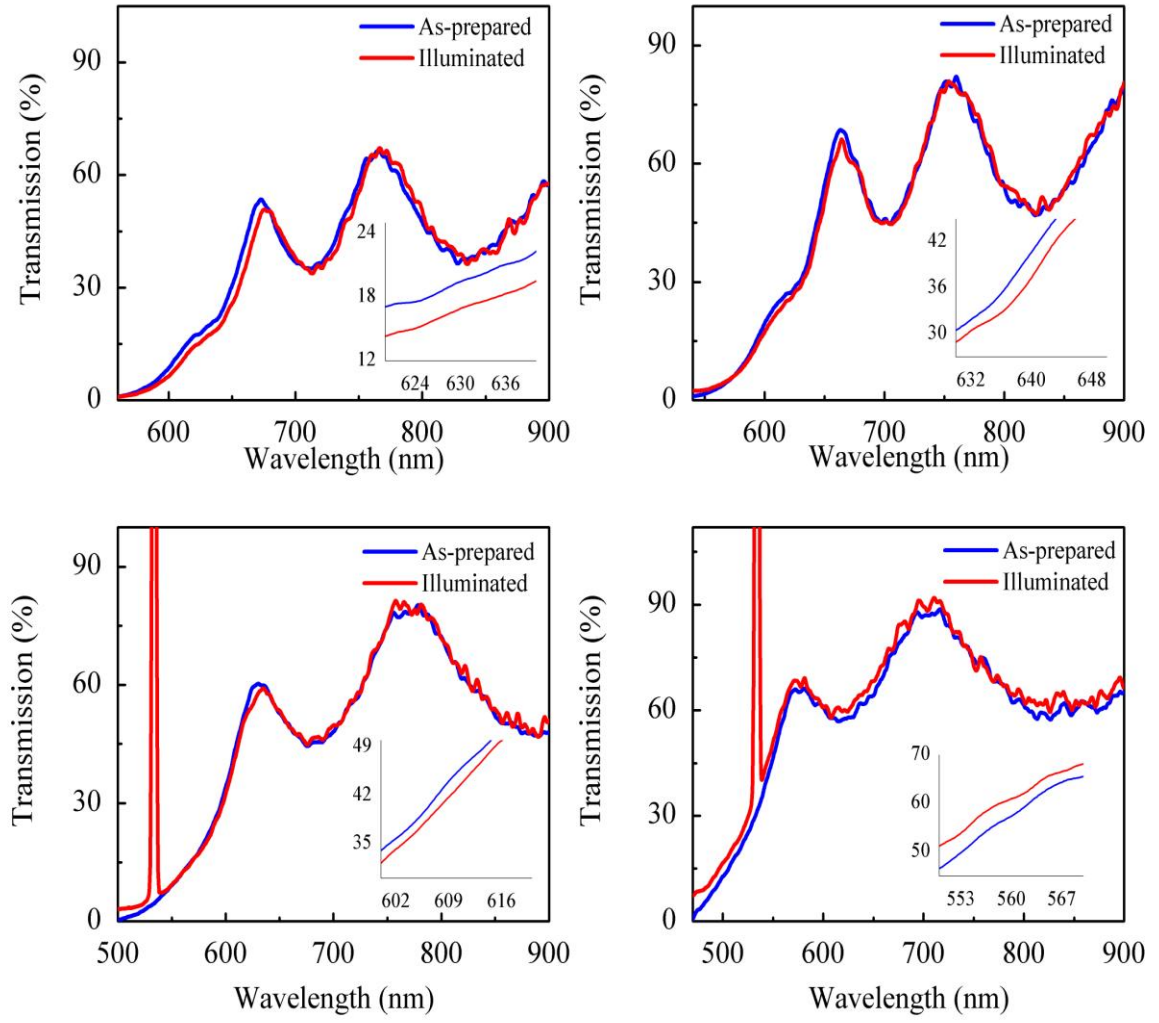 As-prepared
Illuminated
Transmission (%)
90
60
30
0
24
18
12
624 630 636
600 700 800 900
Wavelength (nm)
As-prepared
Illuminated
Transmission (%)
90
60
30
0
42
36
30
632 640 648
600 700 800 900
Wavelength (nm)
As-prepared
Illuminated
Transmission (%)
90
60
30
0
49
42
35
602 609 616
500 600 700 800 900
Wavelength (nm)
As-prepared
Illuminated
Transmission (%)
90
60
30
0
70
60
50
553 560 567
500 600 700 800 900
Wavelength (nm)